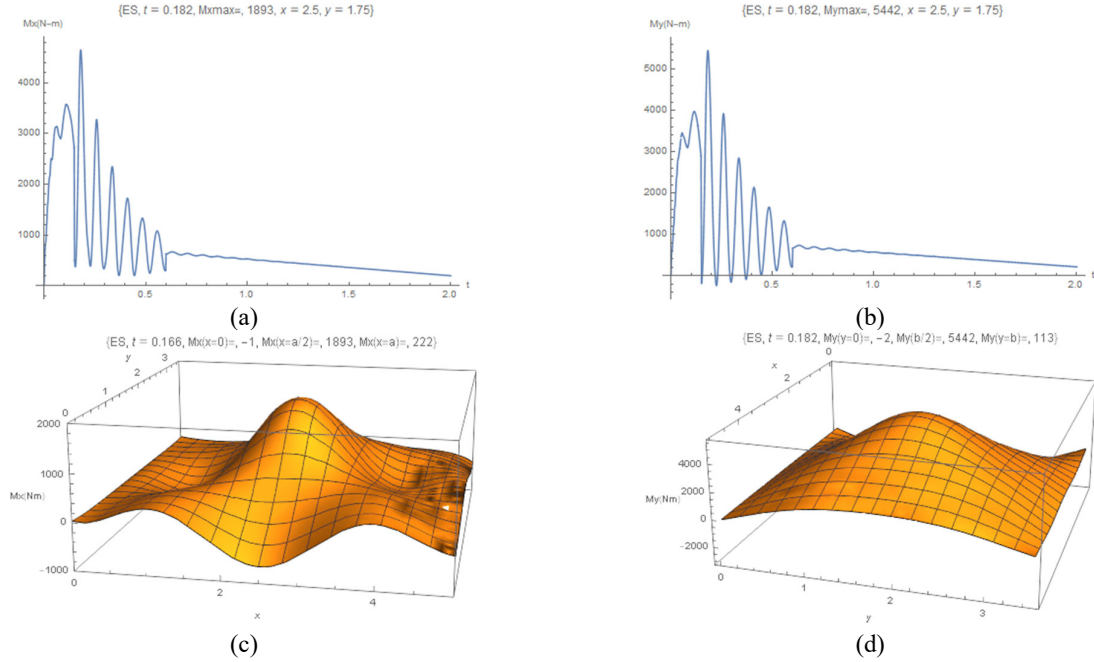 {ES, t = 0.182, Mxmax=, 1893, x = 2.5, y = 1.75}
Mx(N-m)
4000
3000
2000
1000
0.5
1.0
1.5
2.0
t
(a)
{ES, t = 0.182, Mymax=, 5442, x = 2.5, y = 1.75}
My(N-m)
5000
4000
3000
2000
1000
0.5
1.0
1.5
2.0
t
(b)
{ES, t = 0.166, Mx(x=0)=, -1, Mx(x=a/2)=, 1893, Mx(x=a)=, 222}
y
3
2
1
0
2000
1000
Mx(Nm)
0
-1000
0
2
4
x
(c)
{ES, t = 0.182, My(y=0)=, -2, My(b/2)=, 5442, My(y=b)=, 113}
0
x
2
4
4000
2000
My(Nm)
0
-2000
0
1
2
3
y
(d)